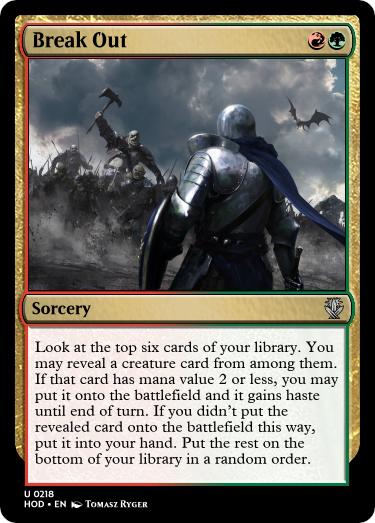 Break Out
Sorcery
Look at the top six cards of your library. You
may reveal a creature card from among them.
If that card has mana value 2 or less, you may
put it onto the battlefield and it gains haste
until end of turn. If you didn't put the
revealed card onto the battlefield this way,
put it into your hand. Put the rest on the
bottom of your library in a random order.
U 0218
HOD • EN Tomasz Ryger